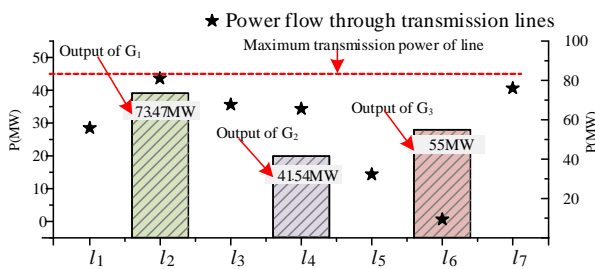 ★ Power flow through transmission lines
Output of G1
Maximum transmission power of line
73.47MW
Output of G2
41.54MW
Output of G3
55MW
P(MW)
50
40
30
20
10
0
P(MW)
100
80
60
40
20
l1 l2 l3 l4 l5 l6 l7